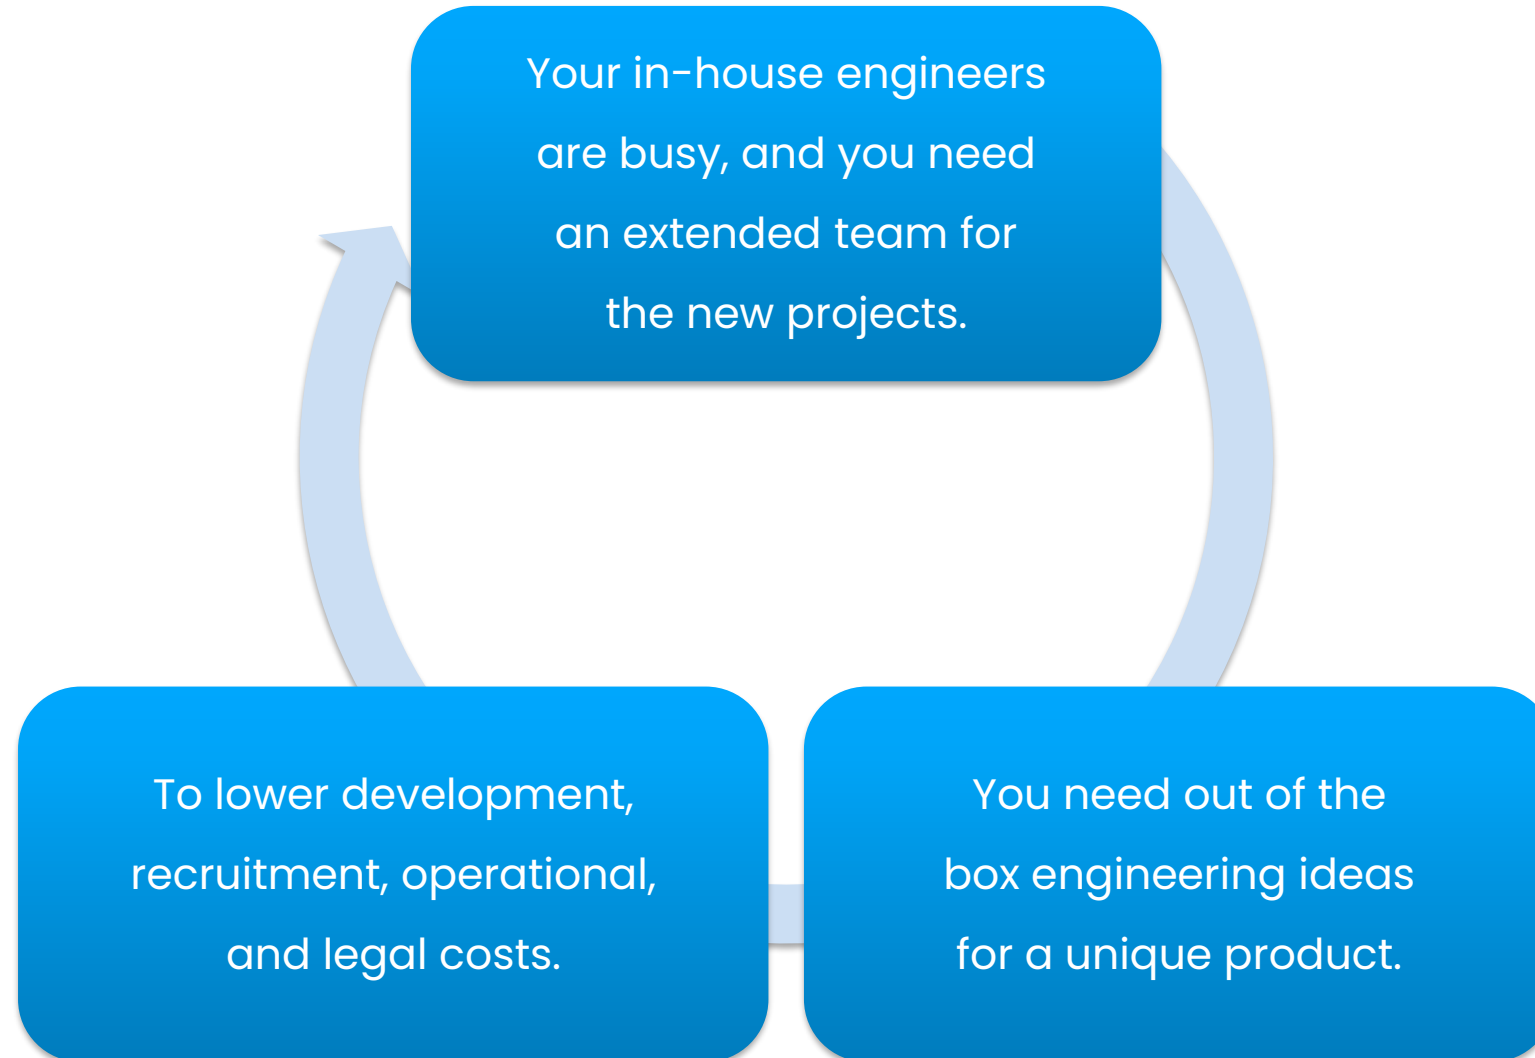 Your in-house engineers
are busy, and you need
an extended team for
the new projects.
You need out of the
box engineering ideas
for a unique product.
To lower development,
recruitment, operational,
and legal costs.